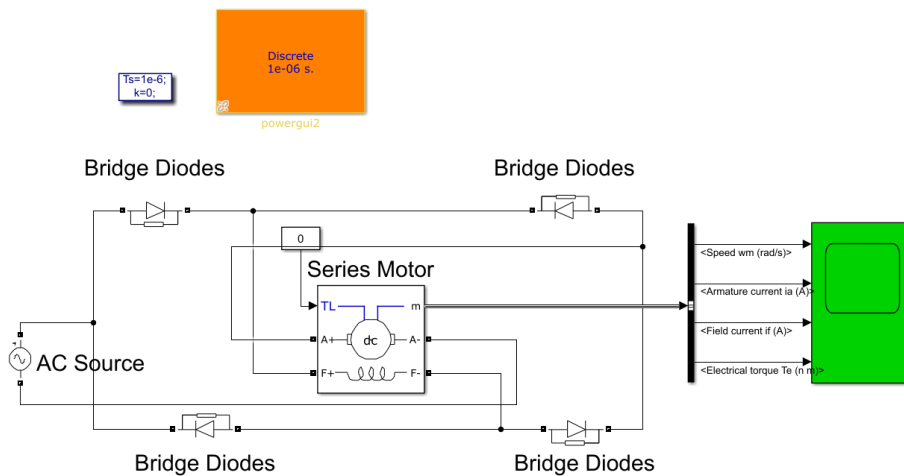 Discrete
1e-06 s.
Ts=1e-6;
k=0;
powergui2
Bridge Diodes
Bridge Diodes
0
Series Motor
<Speed wm (rad/s)>
TL
m
<Armature current ia (A)>
A+
dc
A-
<Field current if (A)>
AC Source
F+
F-
<Electrical torque Te (n m)>
Bridge Diodes
Bridge Diodes